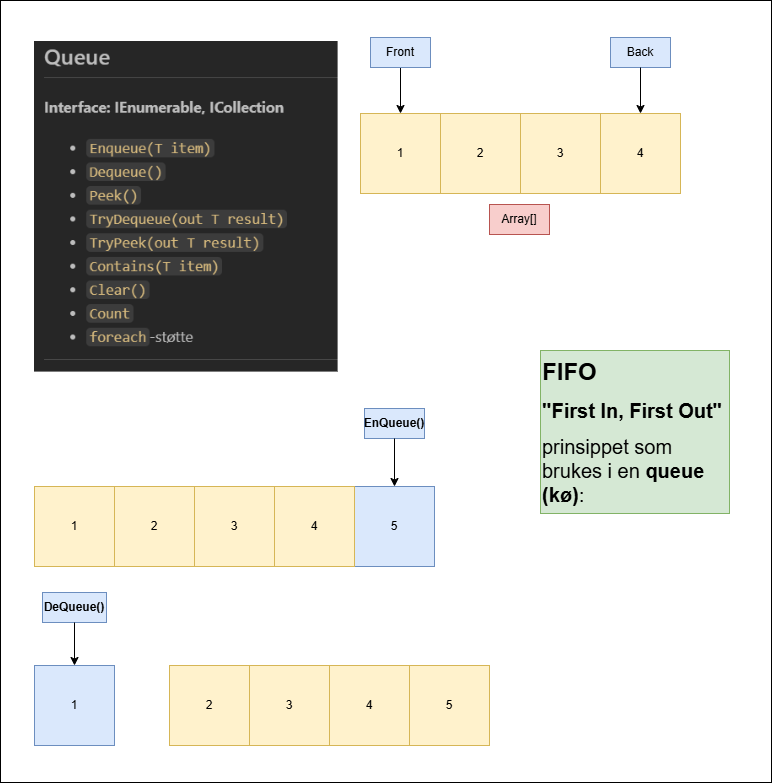 Queue
Interface: IEnumerable, ICollection
Enqueue(T item)
Dequeue()
Peek()
TryDequeue(out T result)
TryPeek(out T result)
Contains(T item)
Clear()
Count
foreach-støtte
Front
Back
1
2
3
4
Array[]
FIFO
"First In, First Out"
prinsippet som
brukes i en queue
(kø):
EnQueue()
1
2
3
4
5
DeQueue()
1
2
3
4
5